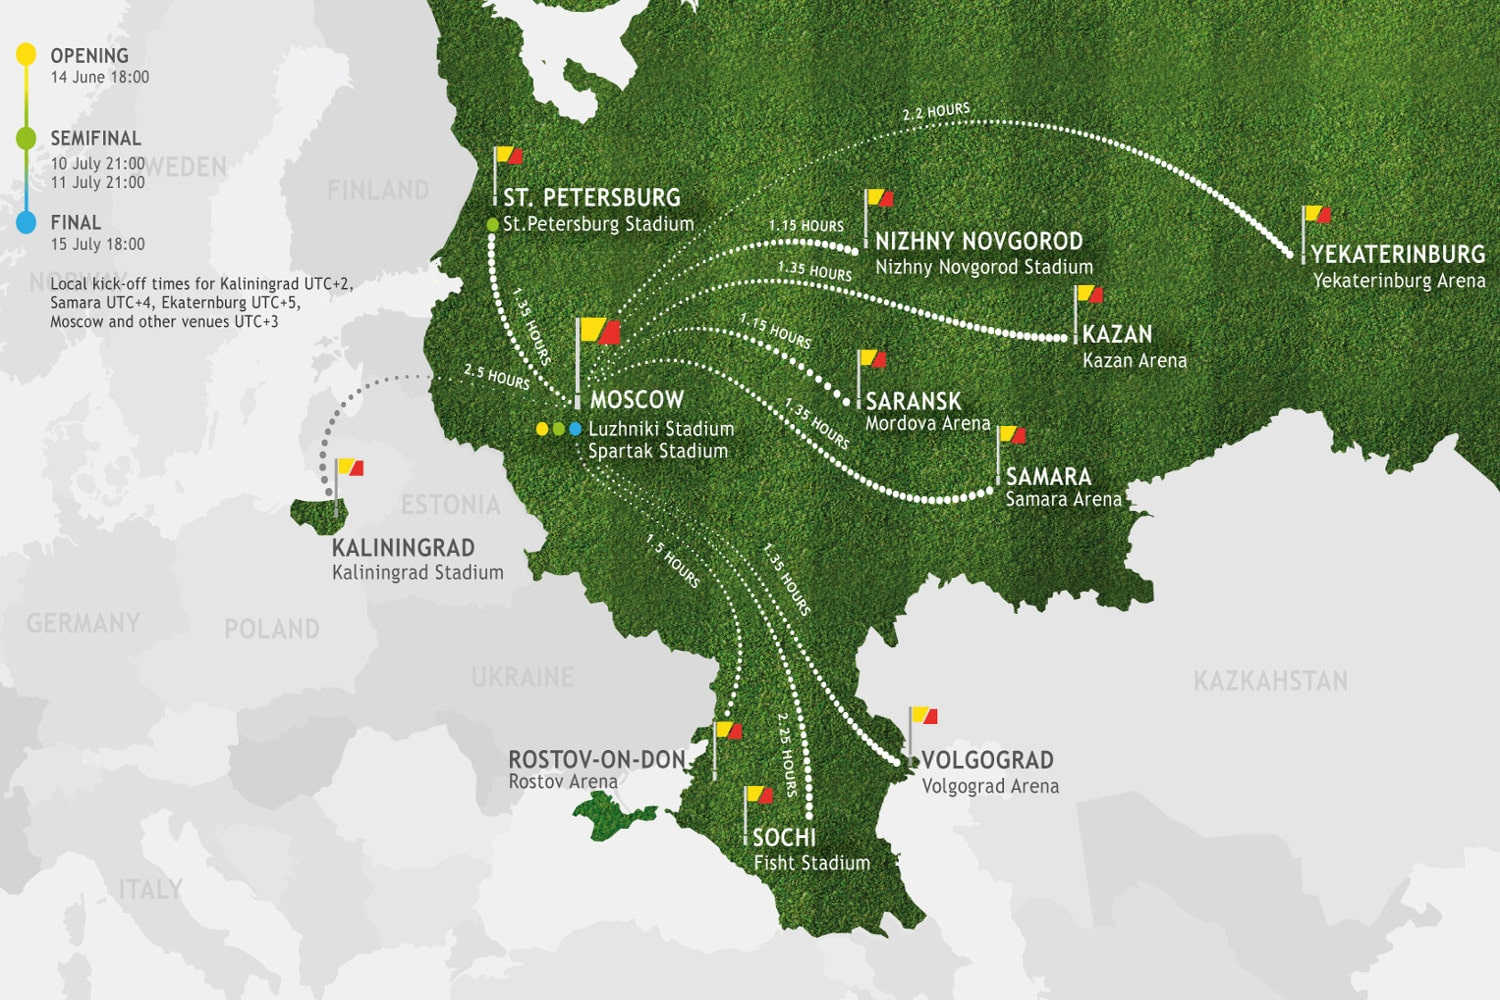 OPENING
14 June 18:00
SEMIFINAL
10 July 21:00
11 July 21:00
FINAL
15 July 18:00
Local kick-off times for Kaliningrad UTC+2,
Samara UTC+4, Ekaternburg UTC+5,
Moscow and other venues UTC+3
WEDEN
NORWAY
FINLAND
2.2 HOURS
ST. PETERSBURG
St.Petersburg Stadium
1.15 HOURS
NIZHNY NOVGOROD
Nizhny Novgorod Stadium
YEKATERINBURG
Yekaterinburg Arena
1.35 HOURS
1.35 HOURS
KAZAN
Kazan Arena
1.15 HOURS
2.5 HOURS
MOSCOW
Luzhniki Stadium
Spartak Stadium
SARANSK
Mordova Arena
1.35 HOURS
SAMARA
Samara Arena
ESTONIA
KALININGRAD
Kaliningrad Stadium
1.5 HOURS
1.35 HOURS
GERMANY
POLAND
UKRAINE
KAZKAHSTAN
2.25 HOURS
ROSTOV-ON-DON
Rostov Arena
VOLGOGRAD
Volgograd Arena
SOCHI
Fisht Stadium
ITALY